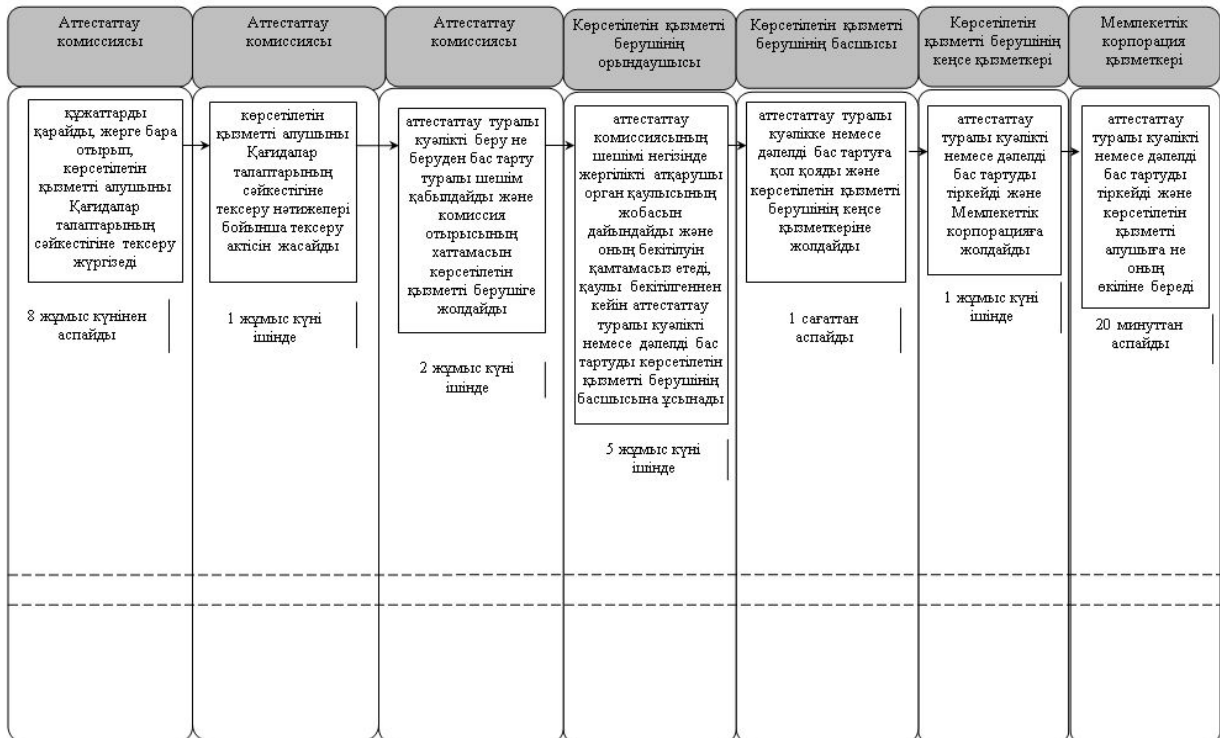 Аттестаттау
комиссиясы
Аттестаттау
комиссиясы
Аттестаттау
комиссиясы
Көрсетілетін қызметті
берушінің
орындаушысы
Көрсетілетін қызметті
берушінің басшысы
Көрсетілетін
қызметті берушінің
кеңсе қызметкері
Мемлекеттік
корпорация
қызметкері
құжаттарды
қарайды, жерге бара
отырып,
көрсетілетін
қызметті алушыны
Қағидалар
талаптарының
сәйкестігіне тексеру
жүргізеді
8 жұмыс күнінен
аспайды
көрсетілетін
қызметті алушыны
Қағидалар
талаптарының
сәйкестігіне
тексеру нәтижелері
бойынша тексеру
актісін жасайды
1 жұмыс күні
ішінде
аттестаттау туралы
куәлікті беру не
беруден бас тарту
туралы шешім
қабылдайды және
комиссия
отырысының
хаттамасын
көрсетілетін
қызметті берушіге
жолдайды
2 жұмыс күні
ішінде
аттестаттау
комиссиясының
шешімі негізінде
жергілікті атқарушы
орган қаулысының
жобасын
дайындайды және
оның бекітілуін
қамтамасыз етеді,
қаулы бекітілгеннен
кейін аттестаттау
туралы куәлікті
немесе дәлелді бас
тартуды көрсетілетін
қызметті берушінің
басшысына ұсынады
5 жұмыс күні
ішінде
аттестаттау туралы
куәлікке немесе
дәлелді бас тартуға
қол қояды және
көрсетілетін қызметті
берушінің кеңсе
қызметкеріне
жолдайды
1 сағаттан
аспайды
аттестаттау
туралы куәлікті
немесе дәлелді
бас тартуды
тіркейді және
Мемлекеттік
корпорацияға
жолдайды
1 жұмыс күні
ішінде
аттестаттау
туралы куәлікті
немесе дәлелді
бас тартуды
тіркейді және
көрсетілетін
қызметті
алушыға не
оның
өкіліне береді
20 минуттан
аспайды